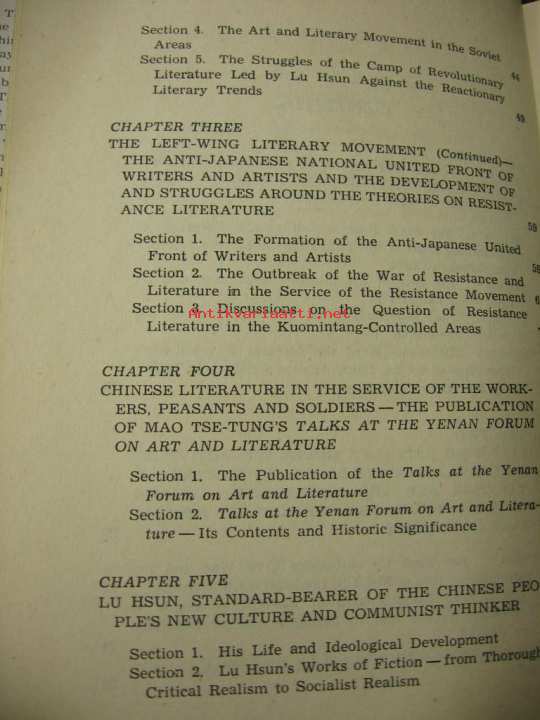 Section 4. The Art and Literary Movement in the Soviet
Areas 44
Section 5. The Struggles of the Camp of Revolutionary
Literature Led by Lu Hsun Against the Reactionary
Literary Trends 49
CHAPTER THREE
THE LEFT-WING LITERARY MOVEMENT (Continued)—
THE ANTI-JAPANESE NATIONAL UNITED FRONT OF
WRITERS AND ARTISTS AND THE DEVELOPMENT OF
AND STRUGGLES AROUND THE THEORIES ON RESIST-
ANCE LITERATURE 59
Section 1. The Formation of the Anti-Japanese United
Front of Writers and Artists 59
Section 2. The Outbreak of the War of Resistance and
Literature in the Service of the Resistance Movement 6
Section 3. Discussions on the Question of Resistance
Literature in the Kuomintang-Controlled Areas
Antikvariaatti.net
CHAPTER FOUR
CHINESE LITERATURE IN THE SERVICE OF THE WORK-
ERS, PEASANTS AND SOLDIERS — THE PUBLICATION
OF MAO TSE-TUNG'S TALKS AT THE YENAN FORUM
ON ART AND LITERATURE
Section 1. The Publication of the Talks at the Yenan
Forum on Art and Literature
Section 2. Talks at the Yenan Forum on Art and Litera-
ture — Its Contents and Historic Significance
CHAPTER FIVE
LU HSUN, STANDARD-BEARER OF THE CHINESE PEO-
PLE'S NEW CULTURE AND COMMUNIST THINKER
Section 1. His Life and Ideological Development
Section 2. Lu Hsun's Works of Fiction — from Thorough
Critical Realism to Socialist Realism